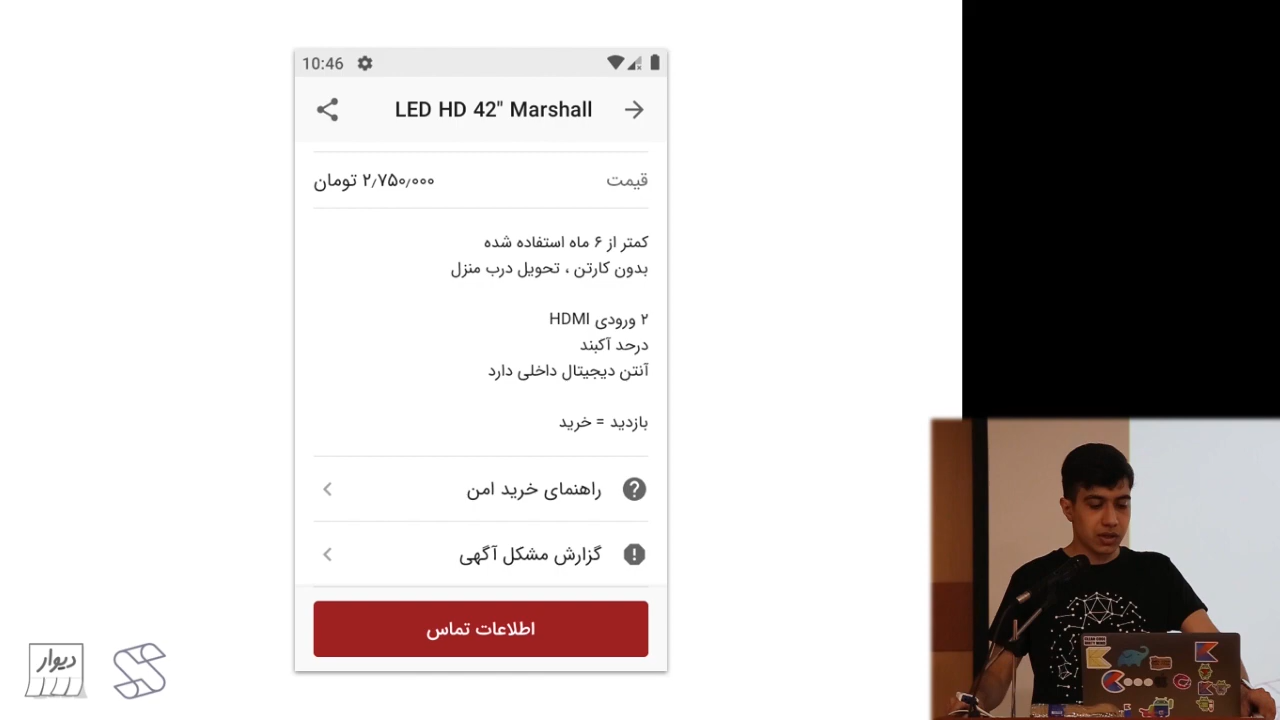 10:46
LED HD 42" Marshall
قیمت
۲٫۷۵۰٫۰۰۰ تومان
کمتر از ۶ ماه استفاده شده
بدون کارتن ، تحویل درب منزل
۲ ورودی HDMI
درحد آکبند
آنتن دیجیتال داخلی دارد
بازدید = خرید
راهنمای خرید امن
گزارش مشکل آگهی
اطلاعات تماس
دیوار